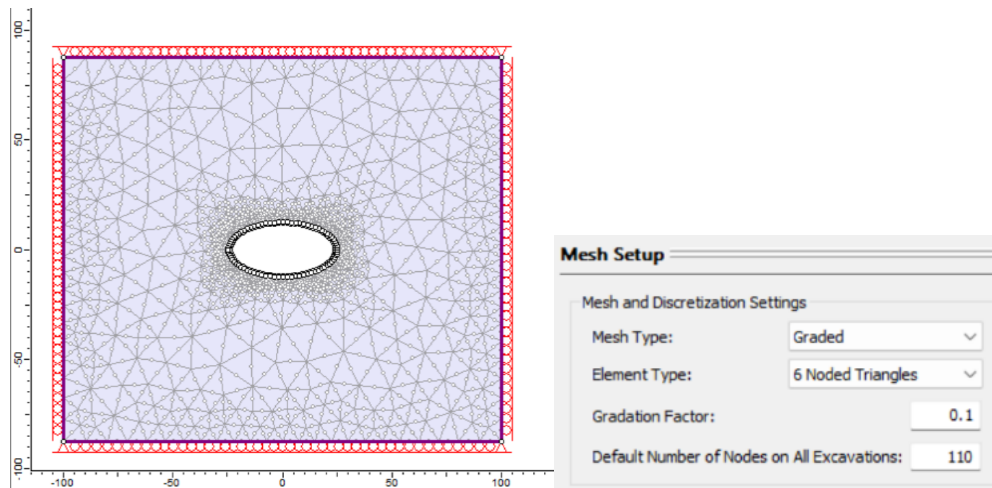 100
50
0
-50
-100
-100
-50
0
50
100
Mesh Setup
Mesh and Discretization Settings
Mesh Type: Graded
Element Type: 6 Noded Triangles
Gradation Factor: 0.1
Default Number of Nodes on All Excavations: 110